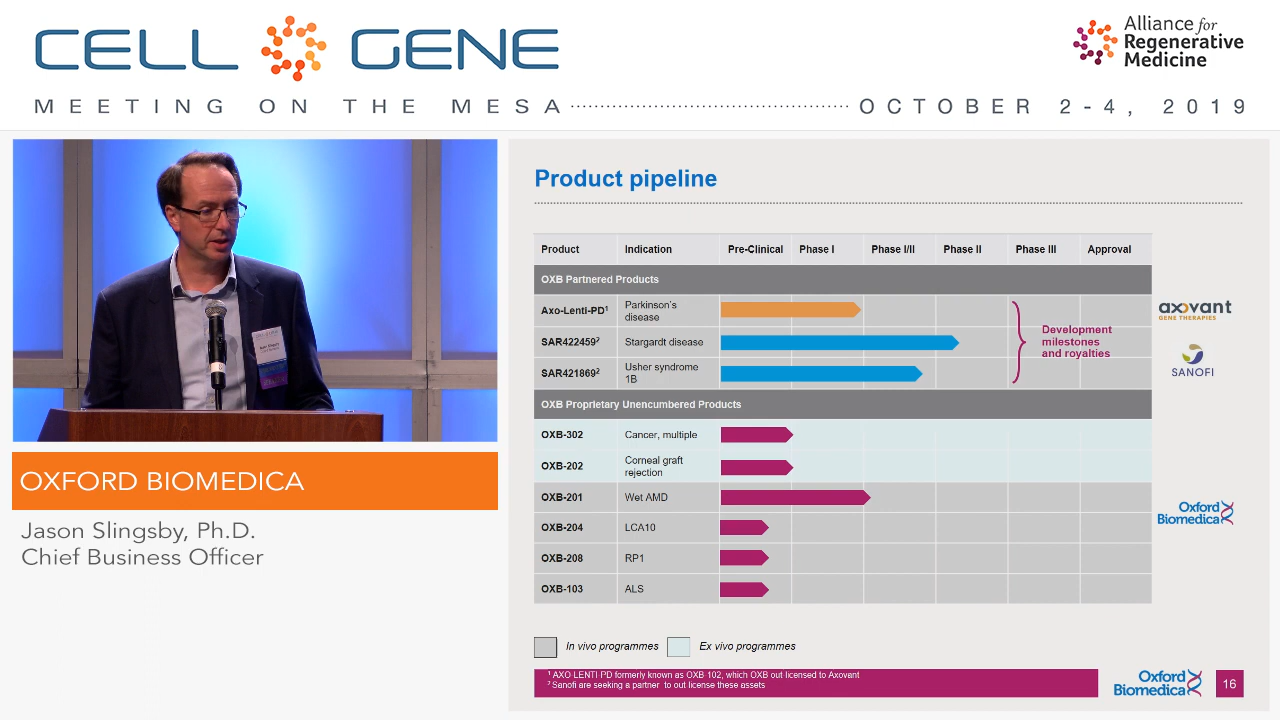 CELL GENE
MEETING ON THE MESA
OCTOBER 2-4, 2019
Alliance for
Regenerative
Medicine
OXFORD BIOMEDICA
Jason Slingsby, Ph.D.
Chief Business Officer
Product pipeline
Product Indication Pre-Clinical Phase I Phase I/II Phase II Phase III Approval
OXB Partnered Products
Axo-Lenti-PD¹ Parkinson's
disease
SAR422459² Stargardt disease
SAR421869² Usher syndrome
1B
Development
milestones
and royalties
axovant
GENE THERAPIES
SANOFI
OXB Proprietary Unencumbered Products
OXB-302 Cancer, multiple
OXB-202 Corneal graft
rejection
OXB-201 Wet AMD
OXB-204 LCA10
OXB-208 RP1
OXB-103 ALS
Oxford
Biomedica
In vivo programmes Ex vivo programmes
¹ AXO LENTI PD formerly known as OXB 102, which OXB out licensed to Axovant
² Sanofi are seeking a partner to out license these assets
Oxford
Biomedica
16